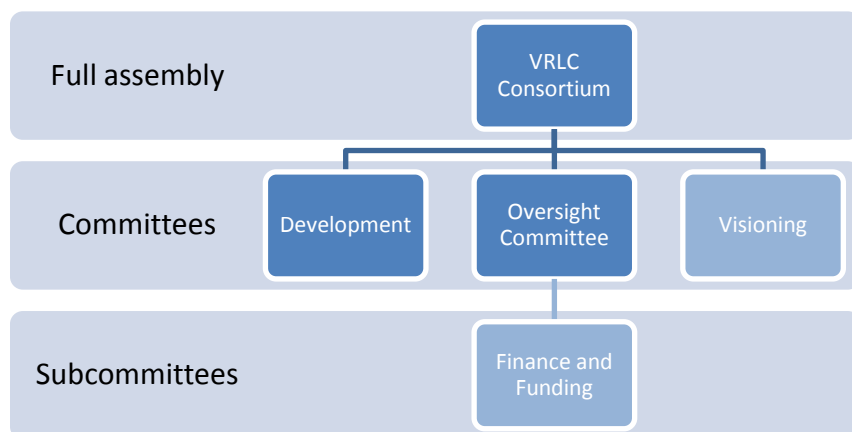 Full assembly
VRLC
Consortium
Committees
Development
Oversight
Committee
Visioning
Subcommittees
Finance and
Funding